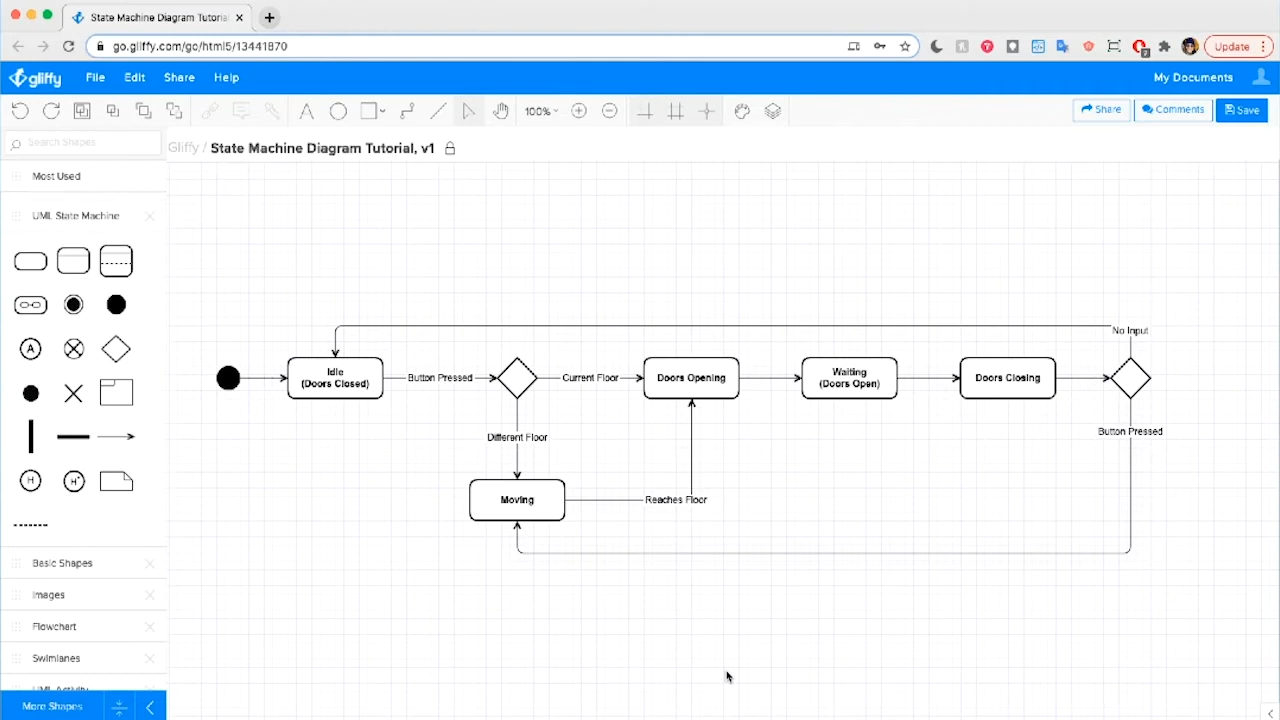 State Machine Diagram Tutorial
go.gliffy.com/go/html5/13441870
Update
gliffy
File
Edit
Share
Help
My Documents
100%
Share
Comments
Save
Search Shapes
Gliffy / State Machine Diagram Tutorial, v1
Most Used
UML State Machine
A
H
H*
Basic Shapes
Images
Flowchart
Swimlanes
UML Activity
More Shapes
No Input
Idle
(Doors Closed)
Button Pressed
Current Floor
Doors Opening
Waiting
(Doors Open)
Doors Closing
Different Floor
Button Pressed
Moving
Reaches Floor